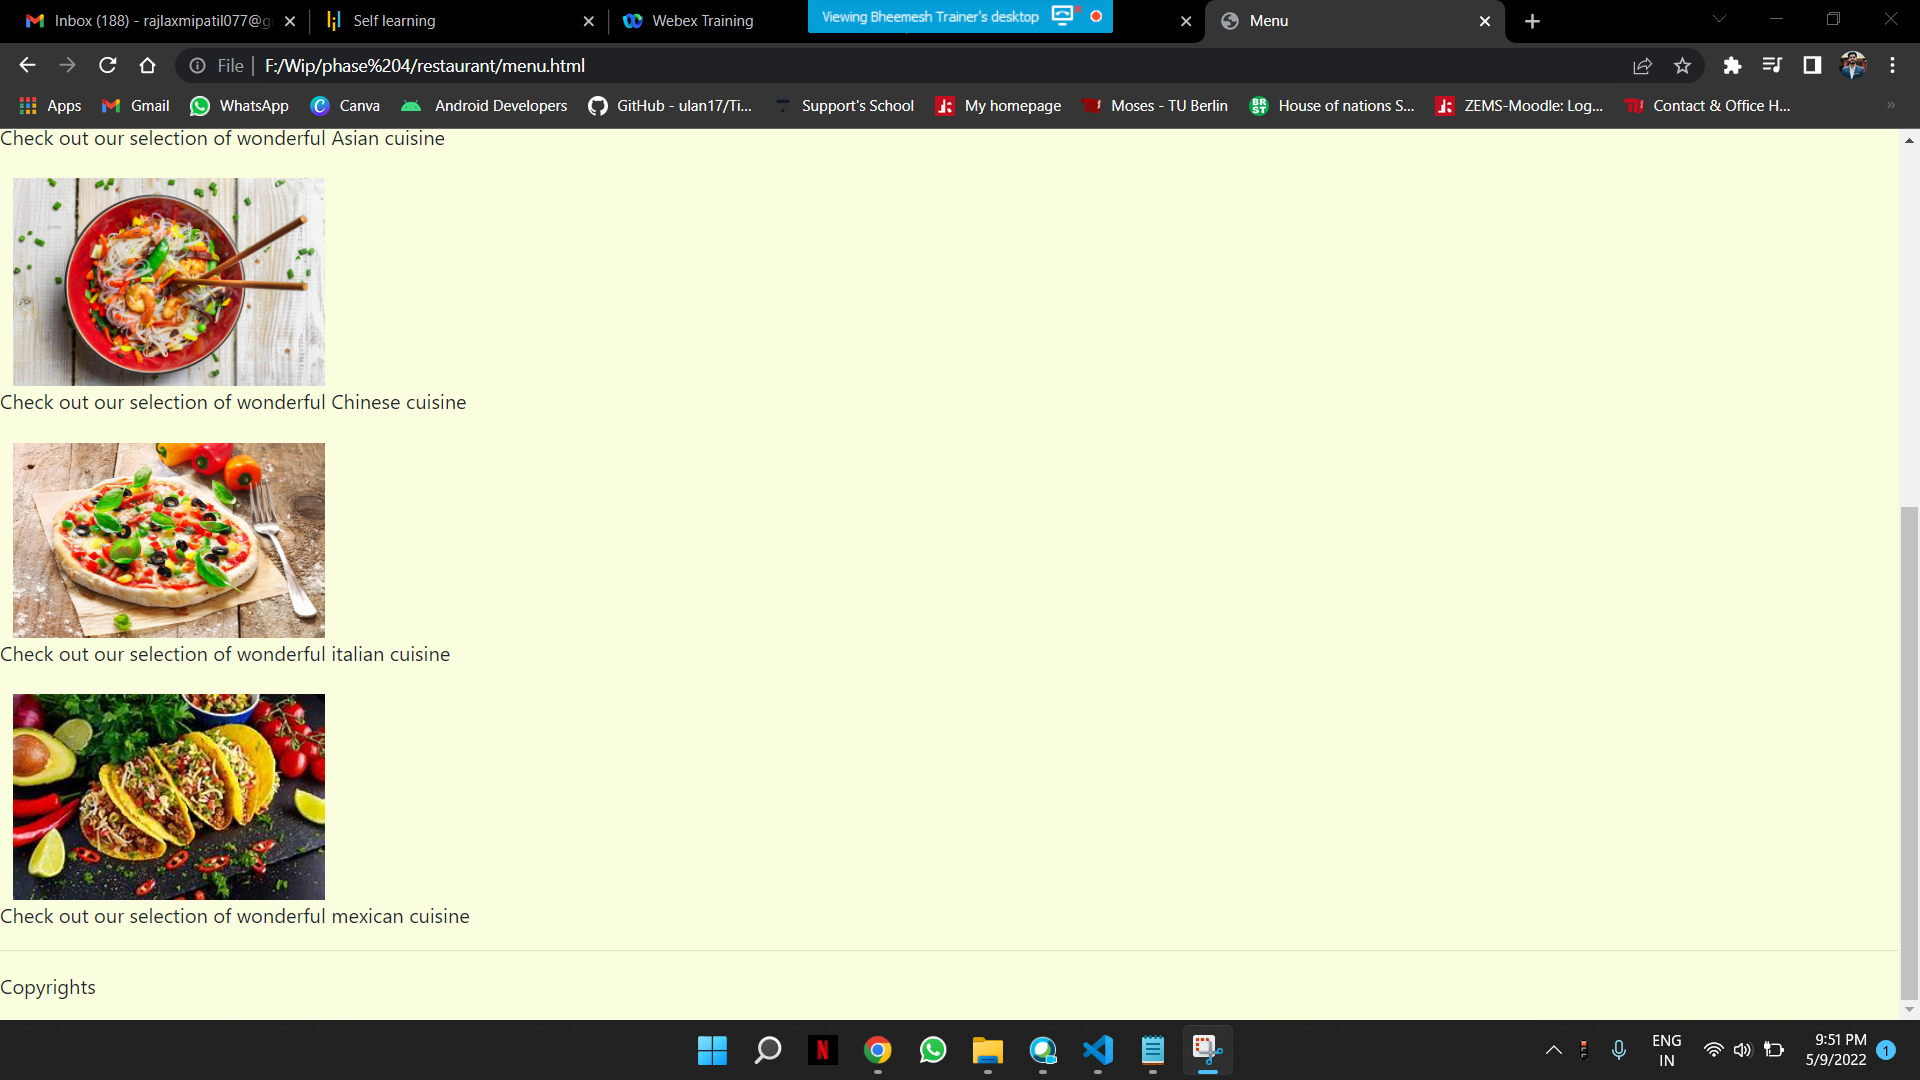 Inbox (188) - rajlaxmipatil077@g
Self learning
Webex Training
Viewing Bheemesh Trainer's desktop
Menu
File
F:/Wip/phase%204/restaurant/menu.html
Apps
Gmail
WhatsApp
Canva
Android Developers
GitHub - ulan17/Ti...
Support's School
My homepage
Moses - TU Berlin
House of nations S...
ZEMS-Moodle: Log...
Contact & Office H...
Check out our selection of wonderful Asian cuisine
Check out our selection of wonderful Chinese cuisine
Check out our selection of wonderful italian cuisine
Check out our selection of wonderful mexican cuisine
Copyrights
ENG
IN
9:51 PM
5/9/2022
1